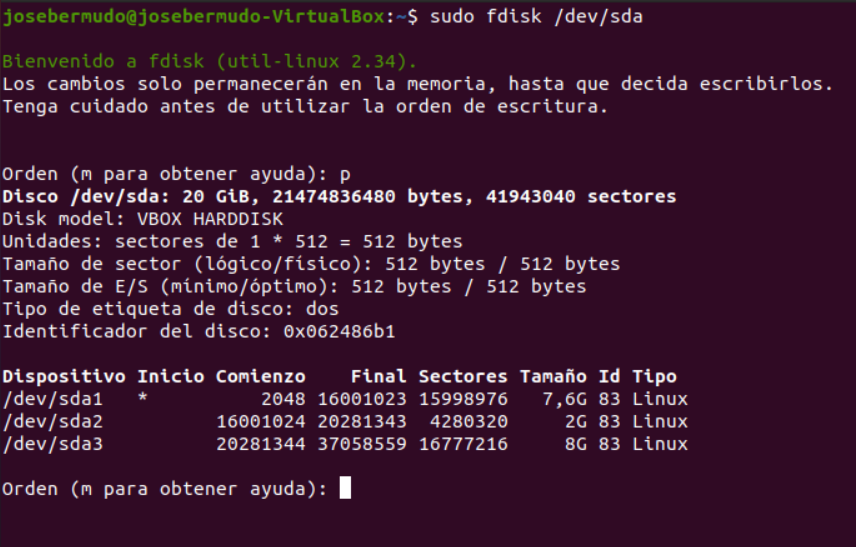 josebermudo@josebermudo-VirtualBox:~$ sudo fdisk /dev/sda
Bienvenido a fdisk (util-linux 2.34).
Los cambios solo permanecerán en la memoria, hasta que decida escribirlos.
Tenga cuidado antes de utilizar la orden de escritura.
Orden (m para obtener ayuda): p
Disco /dev/sda: 20 GiB, 21474836480 bytes, 41943040 sectores
Disk model: VBOX HARDDISK
Unidades: sectores de 1 * 512 = 512 bytes
Tamaño de sector (lógico/físico): 512 bytes / 512 bytes
Tamaño de E/S (mínimo/óptimo): 512 bytes / 512 bytes
Tipo de etiqueta de disco: dos
Identificador del disco: 0x062486b1
Dispositivo Inicio Comienzo    Final Sectores Tamaño Id Tipo
/dev/sda1   *          2048 16001023 15998976   7,6G 83 Linux
/dev/sda2          16001024 20281343  4280320     2G 83 Linux
/dev/sda3          20281344 37058559 16777216     8G 83 Linux
Orden (m para obtener ayuda):